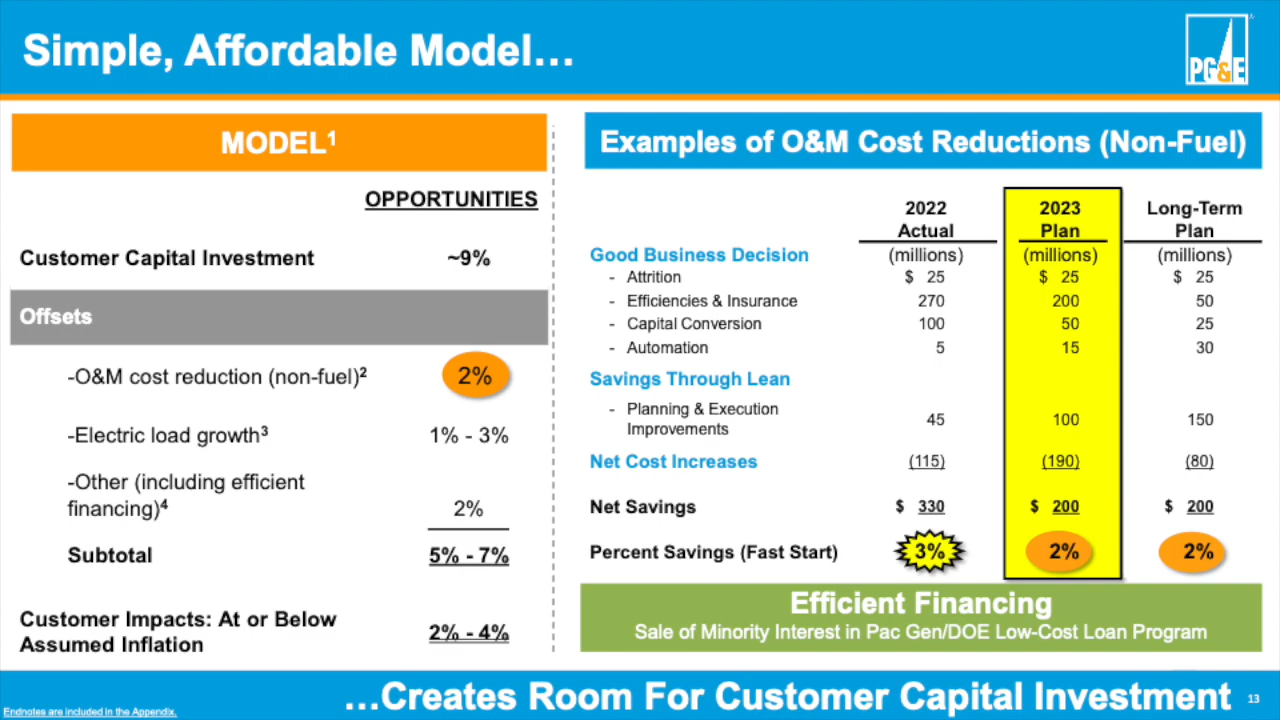 Simple, Affordable Model…
PG&E
MODEL1
OPPORTUNITIES
Customer Capital Investment ~9%
Offsets
-O&M cost reduction (non-fuel)2 2%
-Electric load growth3 1% - 3%
-Other (including efficient
financing)4 2%
Subtotal 5% - 7%
Customer Impacts: At or Below
Assumed Inflation 2% - 4%
Examples of O&M Cost Reductions (Non-Fuel)
2022 2023 Long-Term
Actual Plan Plan
Good Business Decision (millions) (millions) (millions)
- Attrition $ 25 $ 25 $ 25
- Efficiencies & Insurance 270 200 50
- Capital Conversion 100 50 25
- Automation 5 15 30
Savings Through Lean
- Planning & Execution
Improvements 45 100 150
Net Cost Increases (115) (190) (80)
Net Savings $ 330 $ 200 $ 200
Percent Savings (Fast Start) 3% 2% 2%
Efficient Financing
Sale of Minority Interest in Pac Gen/DOE Low-Cost Loan Program
…Creates Room For Customer Capital Investment
13
Endnotes are included in the Appendix.